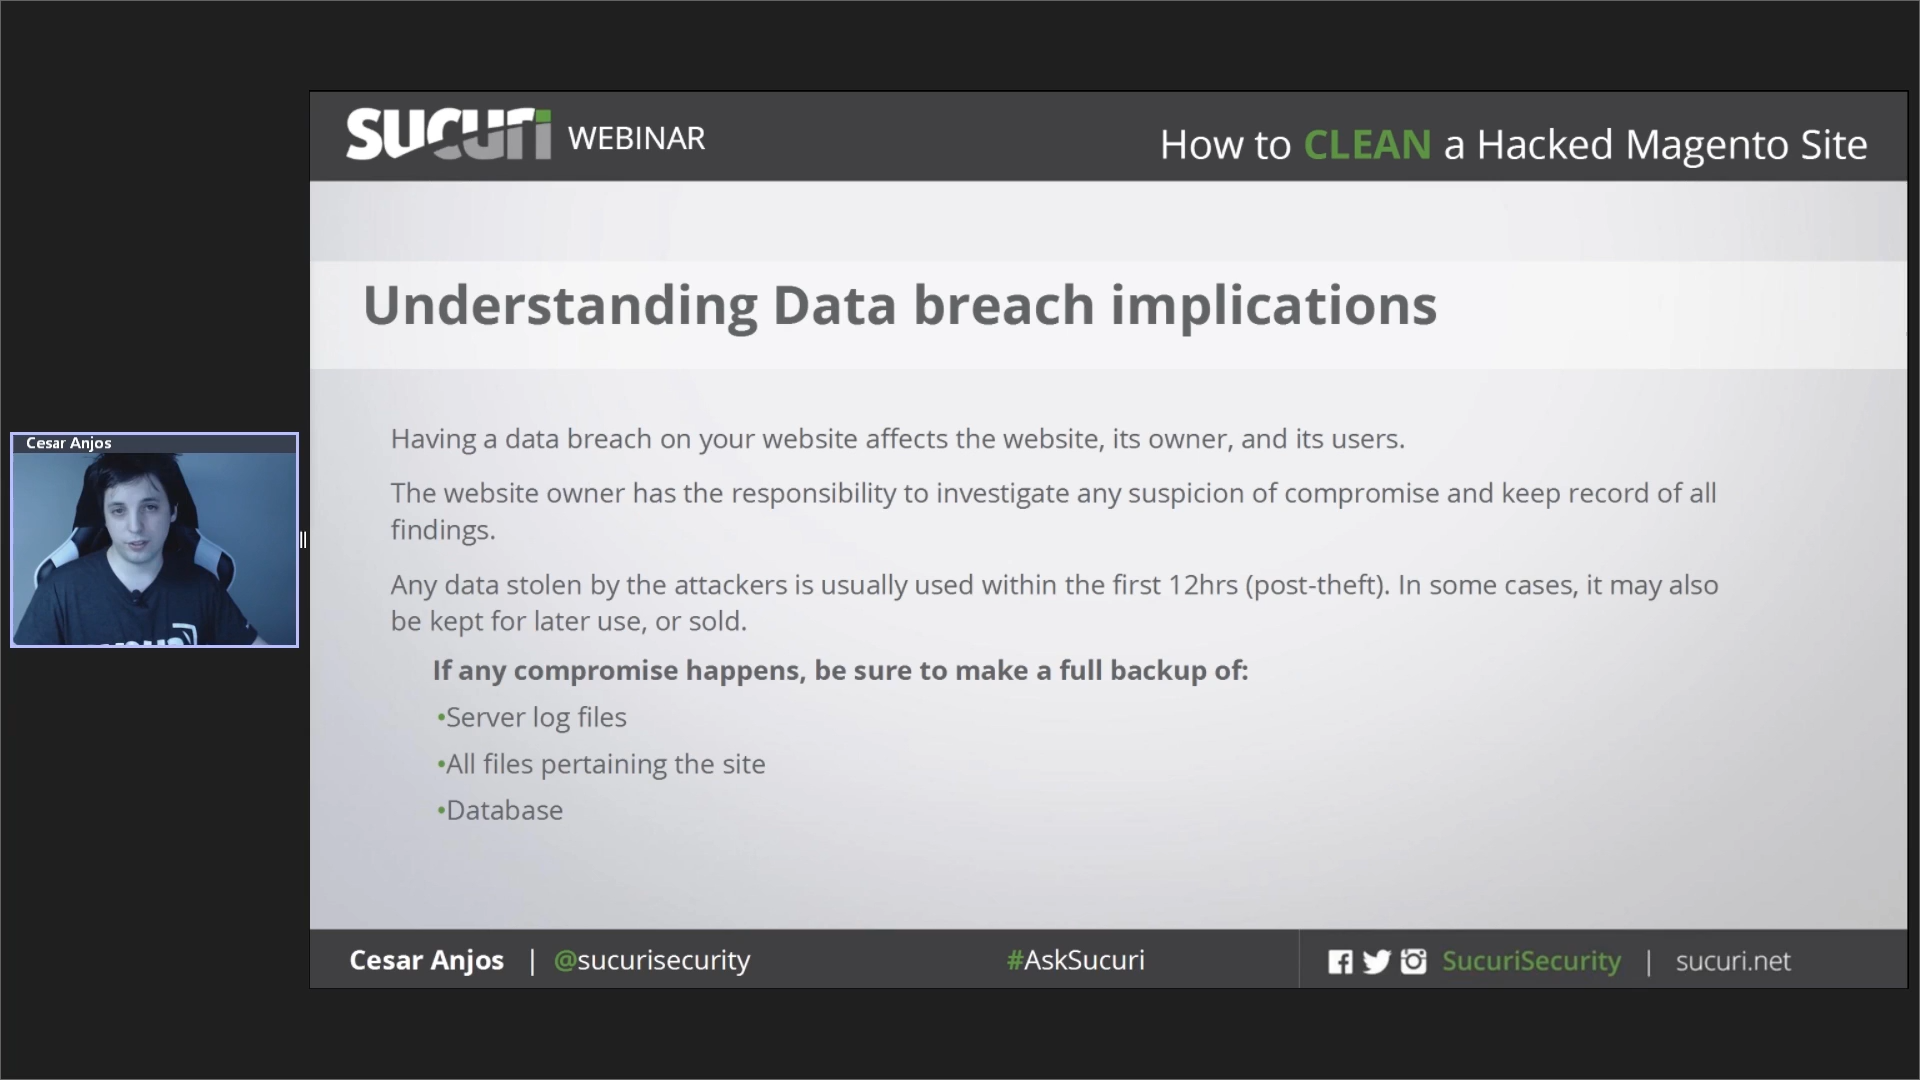 sucuri WEBINAR
How to CLEAN a Hacked Magento Site
Understanding Data breach implications
Cesar Anjos
Having a data breach on your website affects the website, its owner, and its users.
The website owner has the responsibility to investigate any suspicion of compromise and keep record of all
findings.
Any data stolen by the attackers is usually used within the first 12hrs (post-theft). In some cases, it may also
be kept for later use, or sold.
If any compromise happens, be sure to make a full backup of:
•Server log files
•All files pertaining the site
•Database
Cesar Anjos | @sucurisecurity
#AskSucuri
SucuriSecurity | sucuri.net